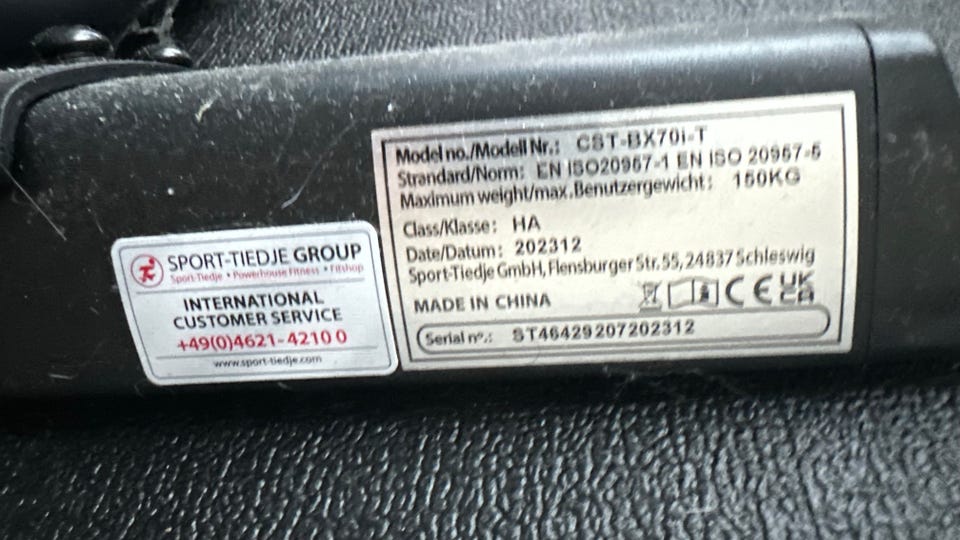 SPORT-TIEDJE GROUP
Sport-Tiedje • Powerhouse Fitness • Fitshop
INTERNATIONAL
CUSTOMER SERVICE
+49(0)4621-4210 0
www.sport-tiedje.com
Model no./Modell Nr.: CST-BX70i-T
Standard/Norm: EN ISO20957-1 EN ISO 20957-5
Maximum weight/max.Benutzergewicht: 150KG
Class/Klasse: HA
Date/Datum: 202312
Sport-Tiedje GmbH, Flensburger Str. 55, 24837 Schleswig
MADE IN CHINA CE UKCA
Serial nº.: ST46429207202312